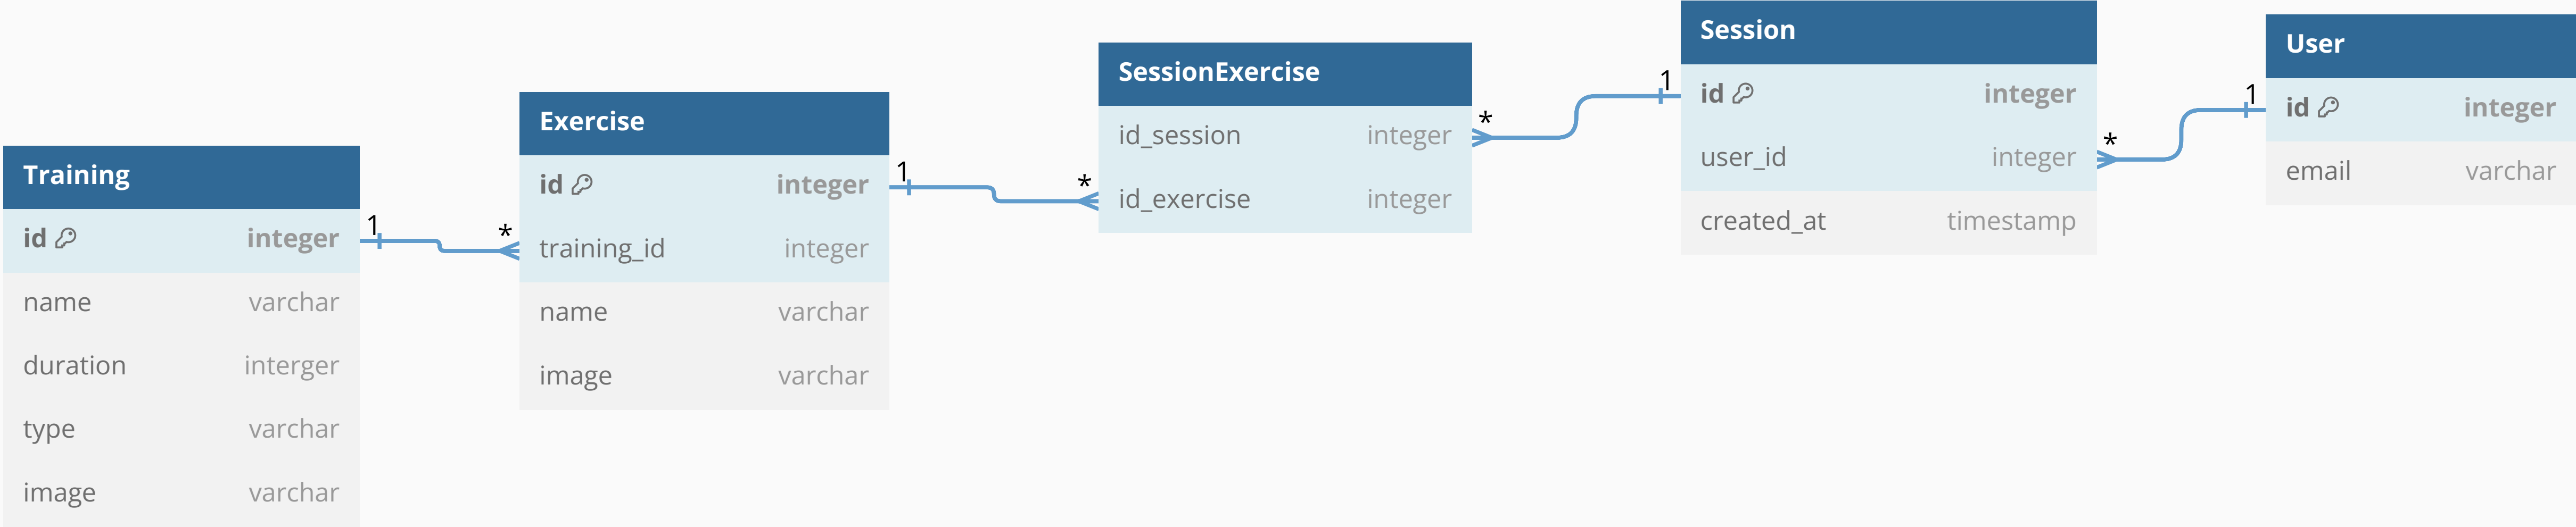 Training
id integer
name varchar
duration interger
type varchar
image varchar
1
*
Exercise
id integer
training_id integer
name varchar
image varchar
1
*
SessionExercise
id_session integer
id_exercise integer
*
1
Session
id integer
user_id integer
created_at timestamp
*
1
User
id integer
email varchar